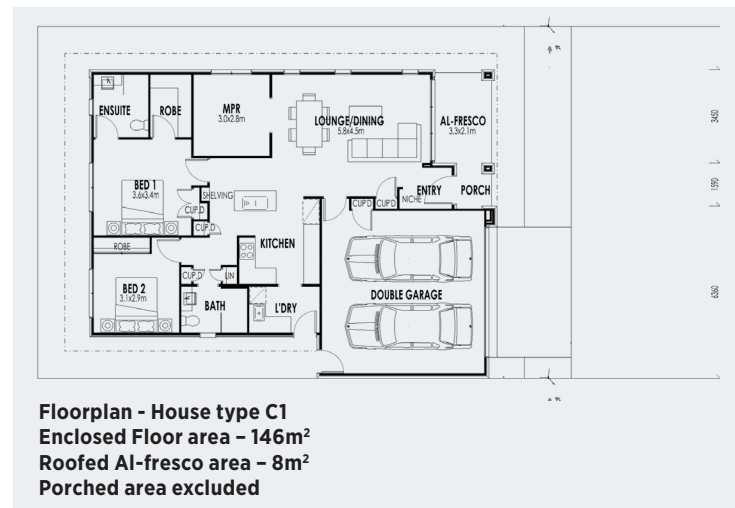 ENSUITE
ROBE
MPR
3.0x2.8m
LOUNGE/DINING
5.8x4.5m
AL-FRESCO
3.3x2.1m
3450
BED 1
3.6x3.4m
SHELVING
CUP.D
CUP.D
CUP'D
CUP'D
NICHE
ENTRY
PORCH
1590
ROBE
KITCHEN
BED 2
3.1x2.9m
CUP.D
LIN
BATH
L'DRY
DOUBLE GARAGE
6360
Floorplan - House type C1
Enclosed Floor area – 146m²
Roofed Al-fresco area – 8m²
Porched area excluded